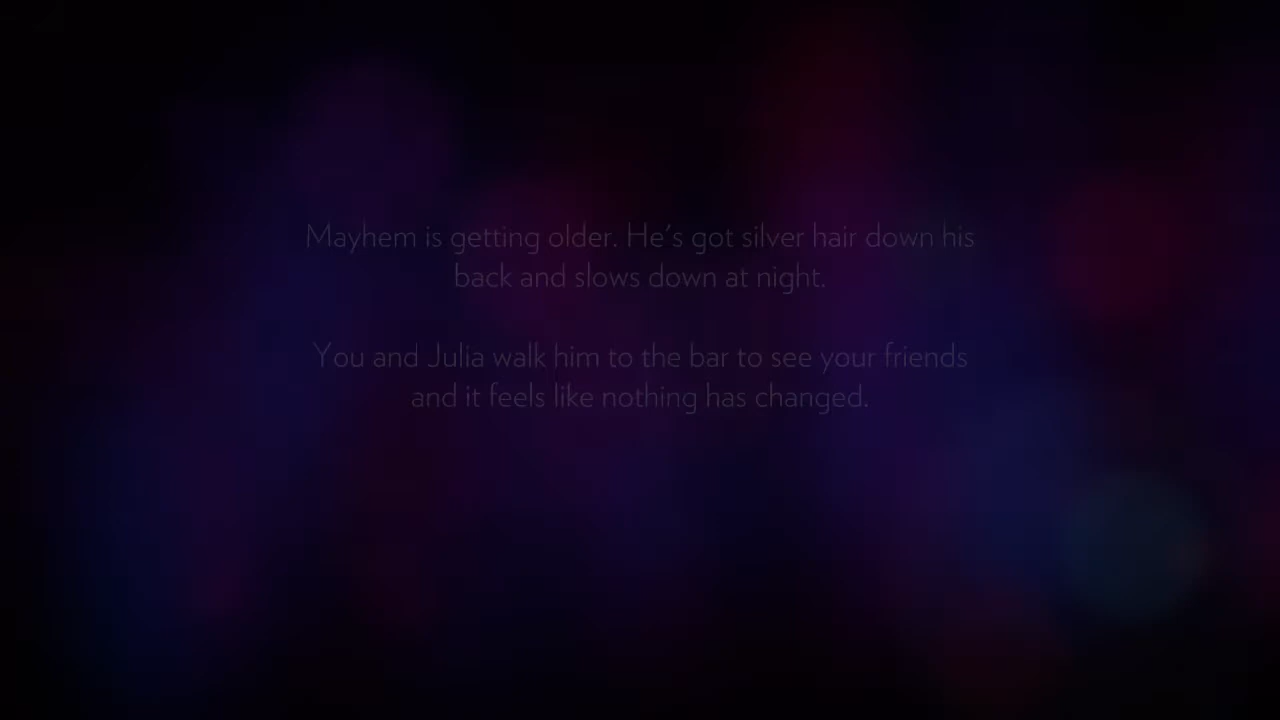 Mayhem is getting older. He's got silver hair down his
back and slows down at night.
You and Julia walk him to the bar to see your friends
and it feels like nothing has changed.